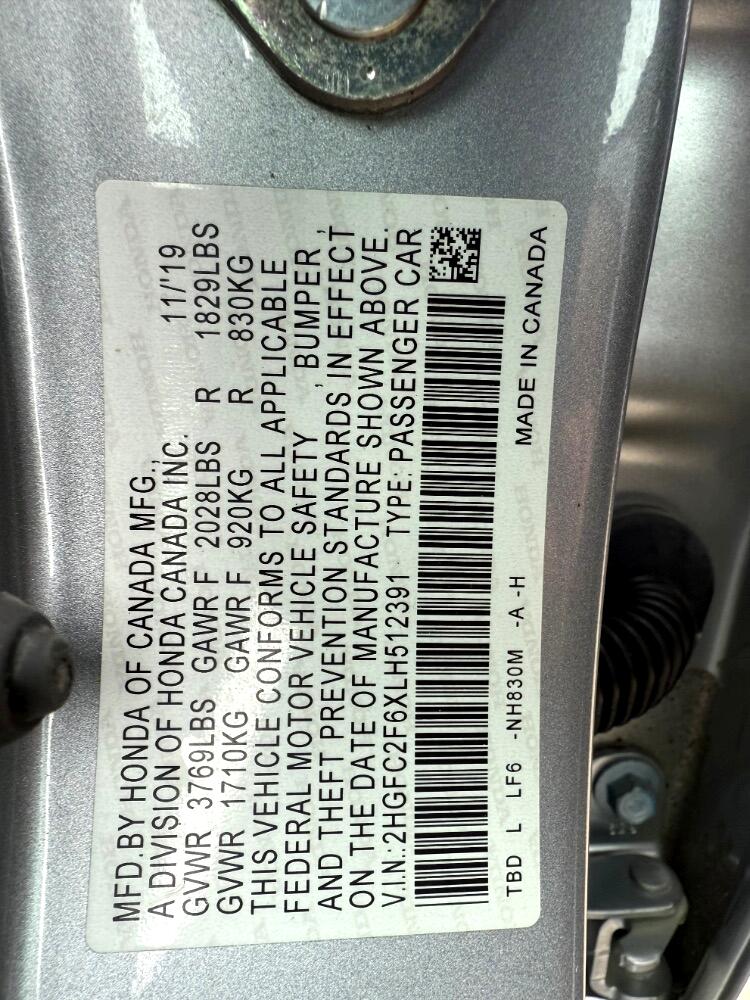 MFD.BY HONDA OF CANADA MFG.,
A DIVISION OF HONDA CANADA INC. 11/'19
GVWR 3769LBS GAWR F 2028LBS R 1829LBS
GVWR 1710KG GAWR F 920KG R 830KG
THIS VEHICLE CONFORMS TO ALL APPLICABLE
FEDERAL MOTOR VEHICLE SAFETY , BUMPER ,
AND THEFT PREVENTION STANDARDS IN EFFECT
ON THE DATE OF MANUFACTURE SHOWN ABOVE.
V.I.N.:2HGFC2F6XLH512391 TYPE: PASSENGER CAR
TBD L LF6 -NH830M -A -H MADE IN CANADA